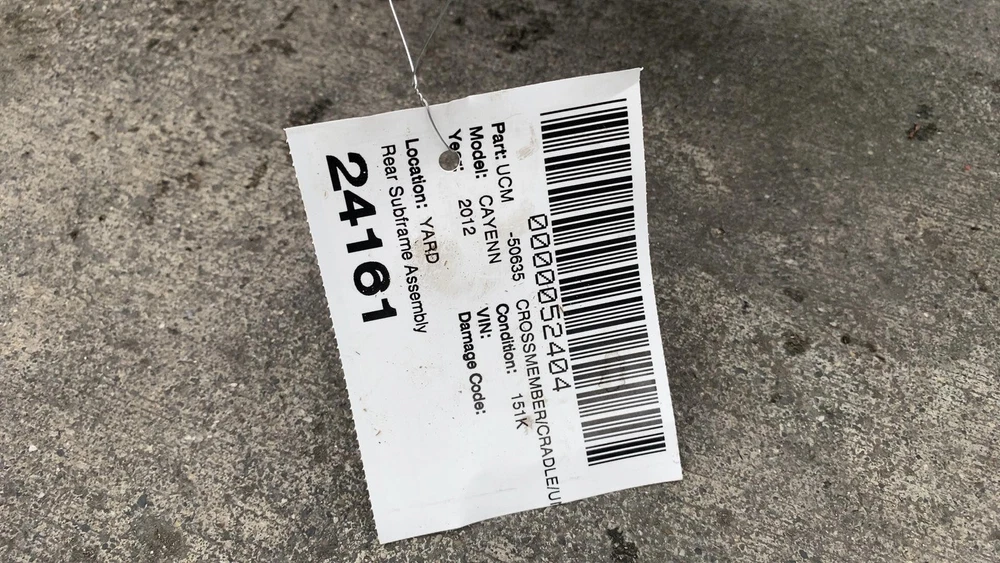 0000052404
Part: UCM -50635 CROSSMEMBER/CRADLE/U
Model: CAYENN Condition: 151K
Year: 2012 VIN:
Damage Code:
Location: YARD
Rear Subframe Assembly
24161